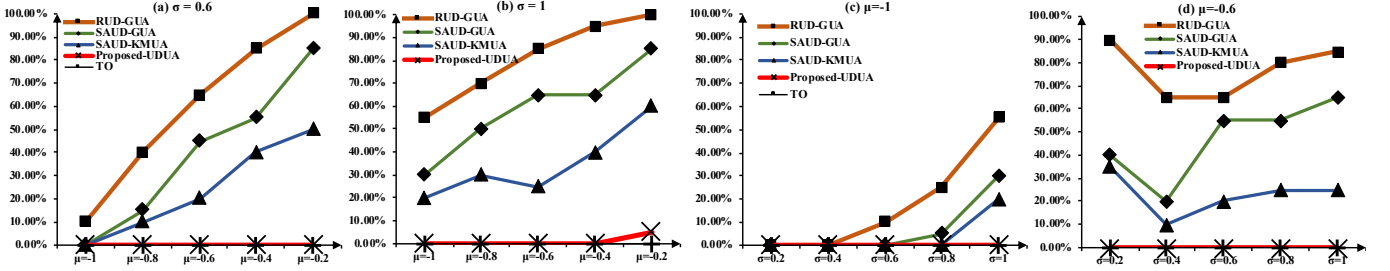 (a) σ = 0.6
100.00%
90.00%
80.00%
70.00%
60.00%
50.00%
40.00%
30.00%
20.00%
10.00%
0.00%
RUD-GUA
SAUD-GUA
SAUD-KMUA
Proposed-UDUA
TO
μ=-1
μ=-0.8
μ=-0.6
μ=-0.4
μ=-0.2
(b) σ = 1
100.00%
90.00%
80.00%
70.00%
60.00%
50.00%
40.00%
30.00%
20.00%
10.00%
0.00%
RUD-GUA
SAUD-GUA
SAUD-KMUA
Proposed-UDUA
μ=-1
μ=-0.8
μ=-0.6
μ=-0.4
μ=-0.2
(c) μ=-1
100.00%
90.00%
80.00%
70.00%
60.00%
50.00%
40.00%
30.00%
20.00%
10.00%
0.00%
RUD-GUA
SAUD-GUA
SAUD-KMUA
Proposed-UDUA
TO
σ=0.2
σ=0.4
σ=0.6
σ=0.8
σ=1
(d) μ=-0.6
100.00%
90.00%
80.00%
70.00%
60.00%
50.00%
40.00%
30.00%
20.00%
10.00%
0.00%
RUD-GUA
SAUD-GUA
SAUD-KMUA
Proposed-UDUA
TO
σ=0.2
σ=0.4
σ=0.6
σ=0.8
σ=1